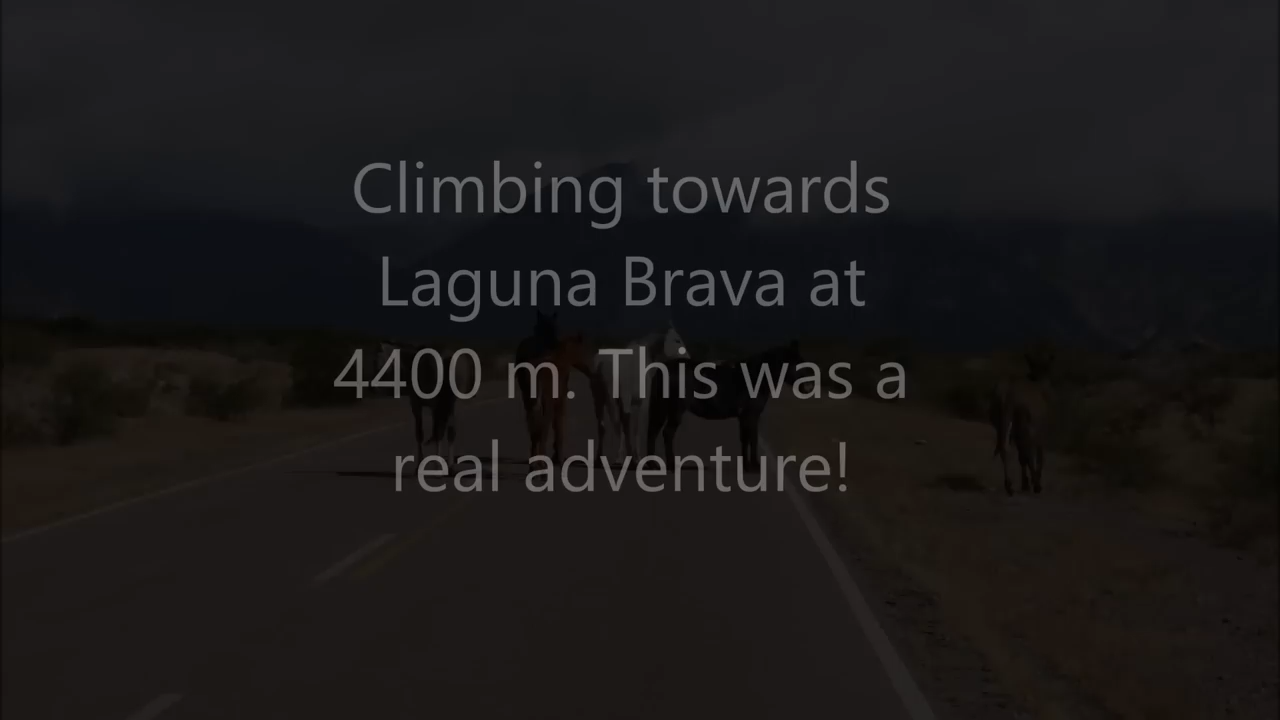 Climbing towards
Laguna Brava at
4400 m. This was a
real adventure!